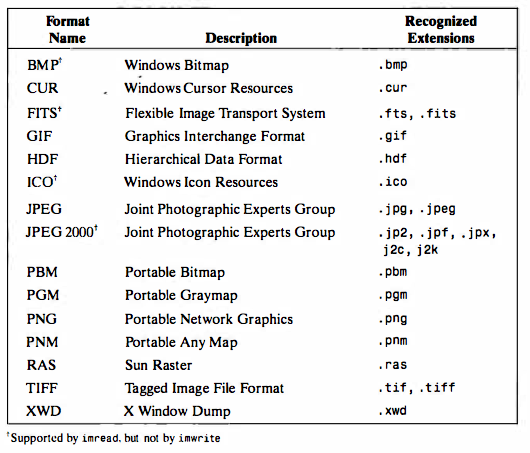 Format Name Description Recognized Extensions
BMP† Windows Bitmap .bmp
CUR Windows Cursor Resources .cur
FITS† Flexible Image Transport System .fts, .fits
GIF Graphics Interchange Format .gif
HDF Hierarchical Data Format .hdf
ICO† Windows Icon Resources .ico
JPEG Joint Photographic Experts Group .jpg, .jpeg
JPEG 2000† Joint Photographic Experts Group .jp2, .jpf, .jpx,
j2c, j2k
PBM Portable Bitmap .pbm
PGM Portable Graymap .pgm
PNG Portable Network Graphics .png
PNM Portable Any Map .pnm
RAS Sun Raster .ras
TIFF Tagged Image File Format .tif, .tiff
XWD X Window Dump .xwd
†Supported by imread, but not by imwrite